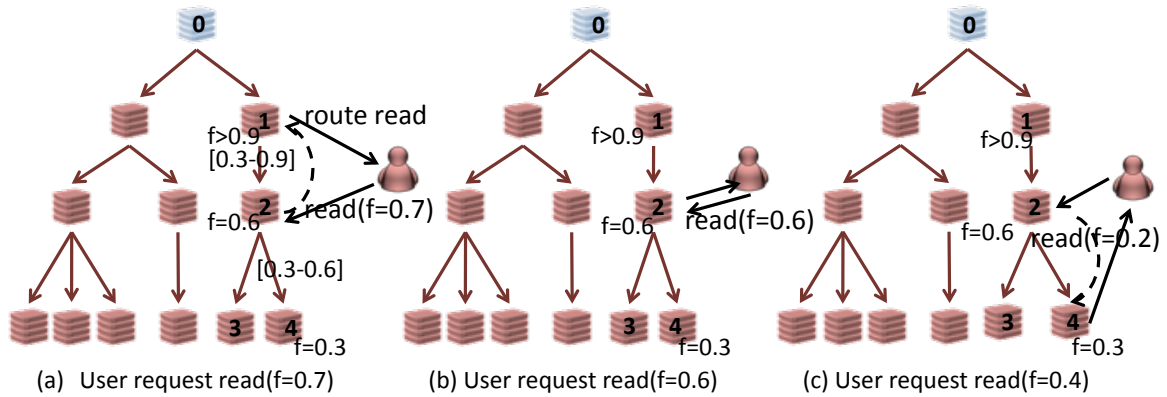 0
1
f>0.9
[0.3-0.9]
route read
2
f=0.6
read(f=0.7)
[0.3-0.6]
3
4
f=0.3
(a) User request read(f=0.7)
0
1
f>0.9
2
f=0.6
read(f=0.6)
3
4
f=0.3
(b) User request read(f=0.6)
0
1
f>0.9
2
f=0.6
read(f=0.2)
3
4
f=0.3
(c) User request read(f=0.4)